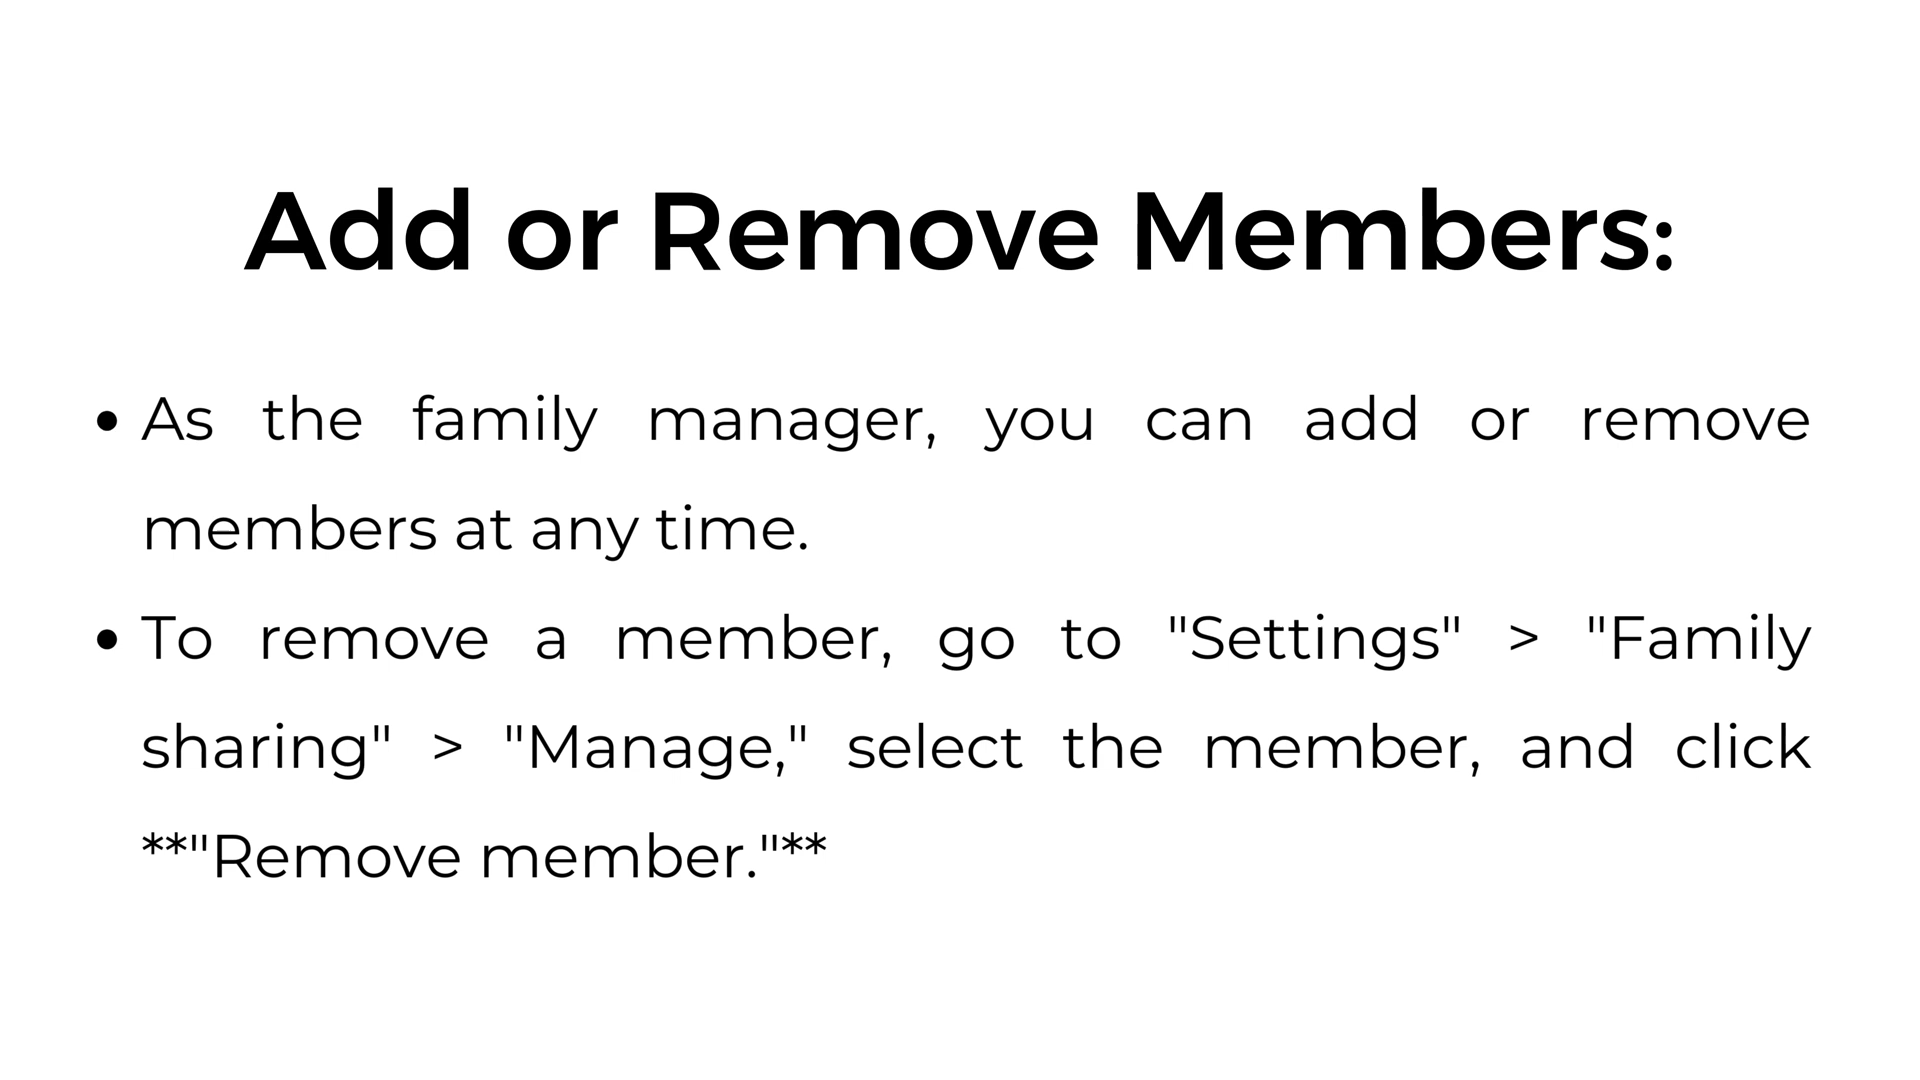 Add or Remove Members:
• As the family manager, you can add or remove
members at any time.
• To remove a member, go to "Settings" > "Family
sharing" > "Manage," select the member, and click
**"Remove member."**